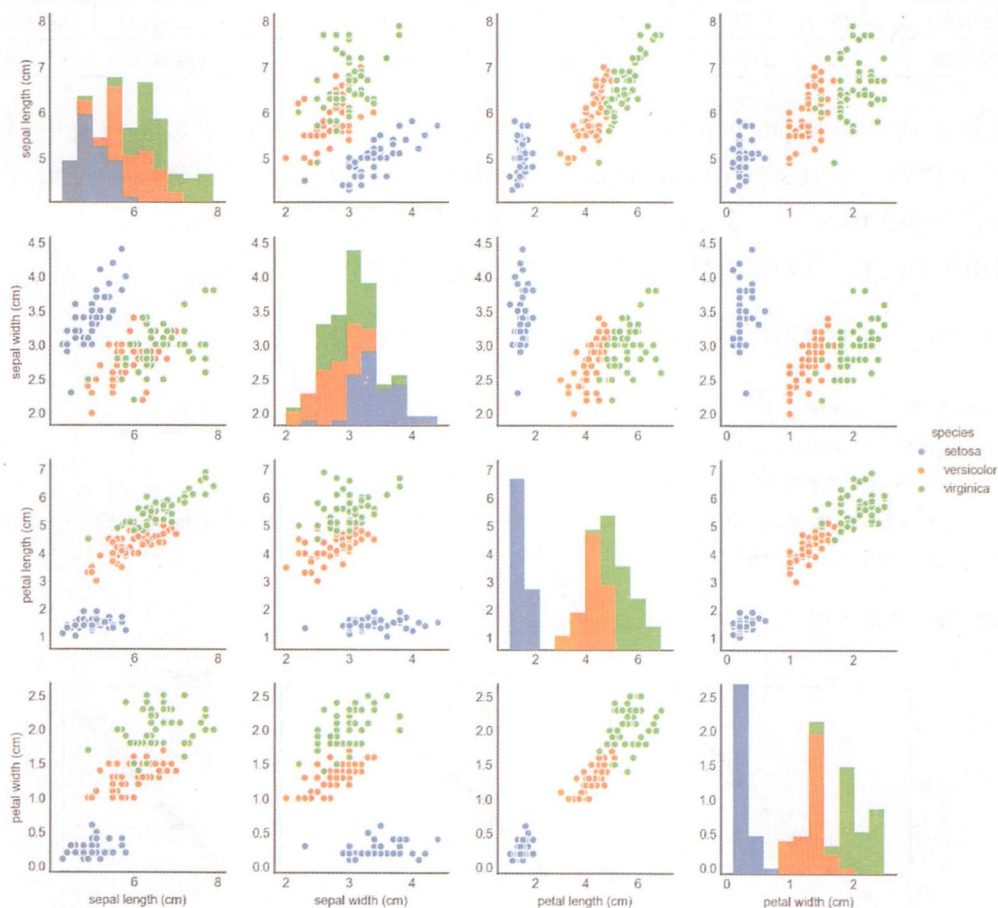 8 8 8 8
7 7 7 7
sepal length (cm)
6 6 6 6
5 5 5 5
6 8 2 3 4 2 4 6 0 1 2
4.5 4.5 4.5 4.5
4.0 4.0 4.0 4.0
sepal width (cm)
3.5 3.5 3.5 3.5
3.0 3.0 3.0 3.0
2.5 2.5 2.5 2.5
2.0 2.0 2.0 2.0
6 8 2 3 4 2 4 6 0 1 2
species
setosa
versicolor
virginica
7 7 7 7
6 6 6 6
5 5 5 5
petal length (cm)
4 4 4 4
3 3 3 3
2 2 2 2
1 1 1 1
6 8 2 3 4 2 4 6 0 1 2
2.5 2.5 2.5 2.5
2.0 2.0 2.0 2.0
petal width (cm)
1.5 1.5 1.5 1.5
1.0 1.0 1.0 1.0
0.5 0.5 0.5 0.5
0.0 0.0 0.0 0.0
6 8 2 3 4 2 4 6 0 1 2
sepal length (cm) sepal width (cm) petal length (cm) petal width (cm)